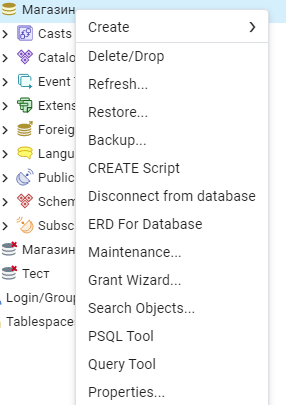 Магазин
Casts
Catalo
Event T
Extens
Foreig
Langu
Public
Schem
Subsc
Магазин
Тест
Login/Group
Tablespace
Create
Delete/Drop
Refresh...
Restore...
Backup...
CREATE Script
Disconnect from database
ERD For Database
Maintenance...
Grant Wizard...
Search Objects...
PSQL Tool
Query Tool
Properties...